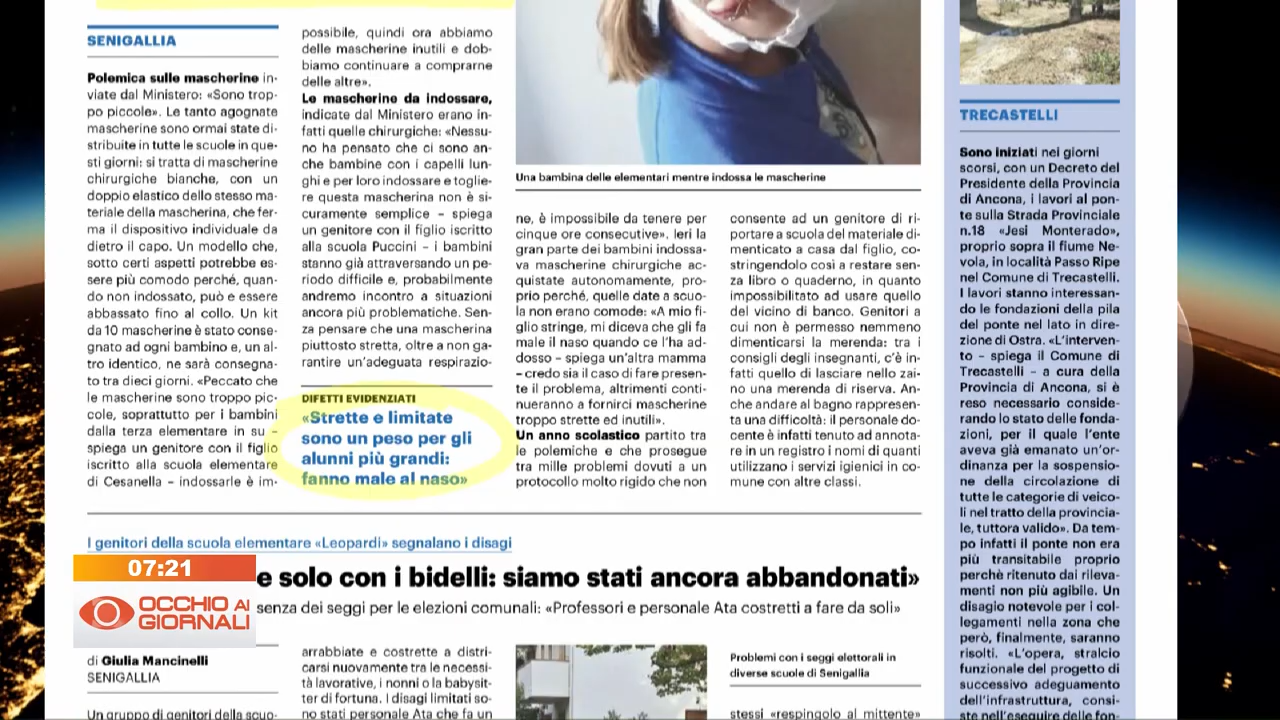 SENIGALLIA
Polemica sulle mascherine in-
viate dal Ministero: «Sono trop-
po piccole». Le tanto agognate
mascherine sono ormai state di-
stribuite in tutte le scuole in que-
sti giorni: si tratta di mascherine
chirurgiche bianche, con un
doppio elastico dello stesso ma-
teriale della mascherina, che fer-
ma il dispositivo individuale da
dietro il capo. Un modello che,
sotto certi aspetti potrebbe es-
sere più comodo perché, quan-
do non indossato, può e essere
abbassato fino al collo. Un kit
da 10 mascherine è stato conse-
gnato ad ogni bambino e, un al-
tro identico, ne sarà consegna-
to tra dieci giorni. «Peccato che
le mascherine sono troppo pic-
cole, soprattutto per i bambini
dalla terza elementare in su –
spiega un genitore con il figlio
iscritto alla scuola elementare
di Cesanella – indossarle è im-
possibile, quindi ora abbiamo
delle mascherine inutili e dob-
biamo continuare a comprarne
delle altre».
Le mascherine da indossare,
indicate dal Ministero erano in-
fatti quelle chirurgiche: «Nessu-
no ha pensato che ci sono an-
che bambine con i capelli lun-
ghi e per loro indossare e toglie-
re questa mascherina non è si-
curamente semplice – spiega
un genitore con il figlio iscritto
alla scuola Puccini – i bambini
stanno già attraversando un pe-
riodo difficile e, probabilmente
andremo incontro a situazioni
ancora più problematiche. Sen-
za pensare che una mascherina
piuttosto stretta, oltre a non ga-
rantire un'adeguata respirazio-
DIFETTI EVIDENZIATI
«Strette e limitate
sono un peso per gli
alunni più grandi:
fanno male al naso»
Una bambina delle elementari mentre indossa le mascherine
ne, è impossibile da tenere per
cinque ore consecutive». Ieri la
gran parte dei bambini indossa-
va mascherine chirurgiche ac-
quistate autonomamente, pro-
prio perché, quelle date a scuo-
la non erano comode: «A mio fi-
glio stringe, mi diceva che gli fa
male il naso quando ce l'ha ad-
dosso – spiega un'altra mamma
– credo sia il caso di fare presen-
te il problema, altrimenti conti-
nueranno a fornirci mascherine
troppo strette ed inutili».
Un anno scolastico partito tra
le polemiche e che prosegue
tra mille problemi dovuti a un
protocollo molto rigido che non
consente ad un genitore di ri-
portare a scuola del materiale di-
menticato a casa dal figlio, co-
stringendolo così a restare sen-
za libro o quaderno, in quanto
impossibilitato ad usare quello
del vicino di banco. Genitori a
cui non è permesso nemmeno
dimenticarsi la merenda: tra i
consigli degli insegnanti, c'è in-
fatti quello di lasciare nello zai-
no una merenda di riserva. An-
che andare al bagno rappresen-
ta una difficoltà: il personale do-
cente è infatti tenuto ad annota-
re in un registro i nomi di quanti
utilizzano i servizi igienici in co-
mune con altre classi.
TRECASTELLI
Sono iniziati nei giorni
scorsi, con un Decreto del
Presidente della Provincia
di Ancona, i lavori al pon-
te sulla Strada Provinciale
n.18 «Jesi Monterado»,
proprio sopra il fiume Ne-
vola, in località Passo Ripe
nel Comune di Trecastelli.
I lavori stanno interessan-
do le fondazioni della pila
del ponte nel lato in dire-
zione di Ostra. «L'interven-
to – spiega il Comune di
Trecastelli – a cura della
Provincia di Ancona, si è
reso necessario conside-
rando lo stato delle fonda-
zioni, per il quale l'ente
aveva già emanato un'or-
dinanza per la sospensio-
ne della circolazione di
tutte le categorie di veico-
li nel tratto della provincia-
le, tuttora valido». Da tem-
po infatti il ponte non era
più transitabile proprio
perchè ritenuto dai rileva-
menti non più agibile. Un
disagio notevole per i col-
legamenti nella zona che
però, finalmente, saranno
risolti. «L'opera, stralcio
funzionale del progetto di
successivo adeguamento
dell'infrastruttura, consi-
ste nell'eseguire delle fon-
I genitori della scuola elementare «Leopardi» segnalano i disagi
e solo con i bidelli: siamo stati ancora abbandonati»
senza dei seggi per le elezioni comunali: «Professori e personale Ata costretti a fare da soli»
07:21
OCCHIO AI
GIORNALI
di Giulia Mancinelli
SENIGALLIA
Un gruppo di genitori della scuo-
arrabbiate e costrette a distri-
carsi nuovamente tra le necessi-
tà lavorative, i nonni o la babysit-
ter di fortuna. I disagi limitati so-
no stati personale Ata che fa un
Problemi con i seggi elettorali in
diverse scuole di Senigallia
stessi «respingolo al mittente»